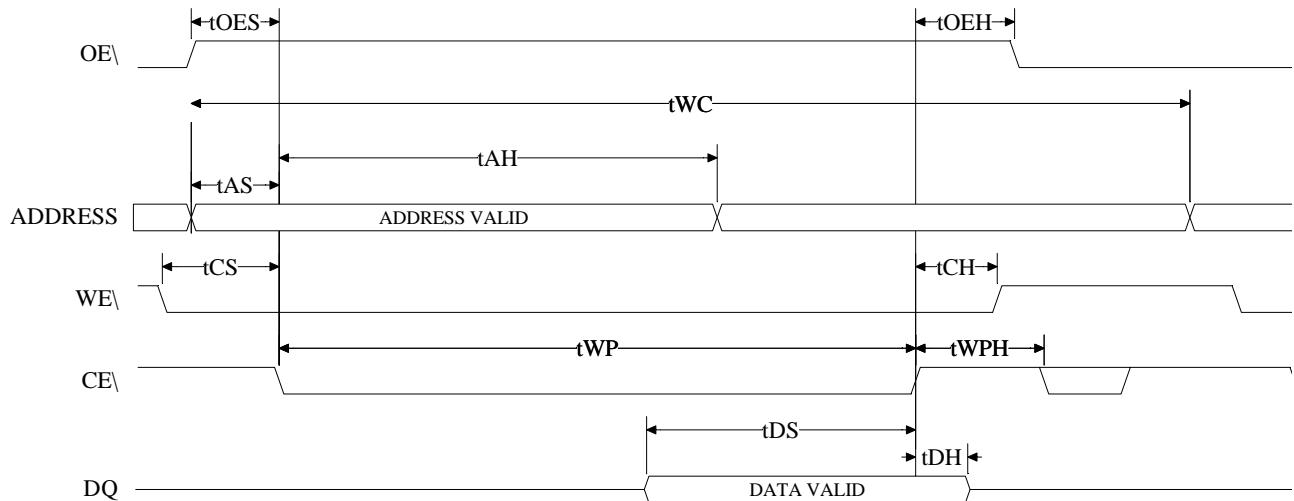 tOES
tOEH
OE\
tWC
tAH
tAS
ADDRESS
ADDRESS VALID
tCS
tCH
WE\
tWP
tWPH
CE\
tDS
tDH
DQ
DATA VALID